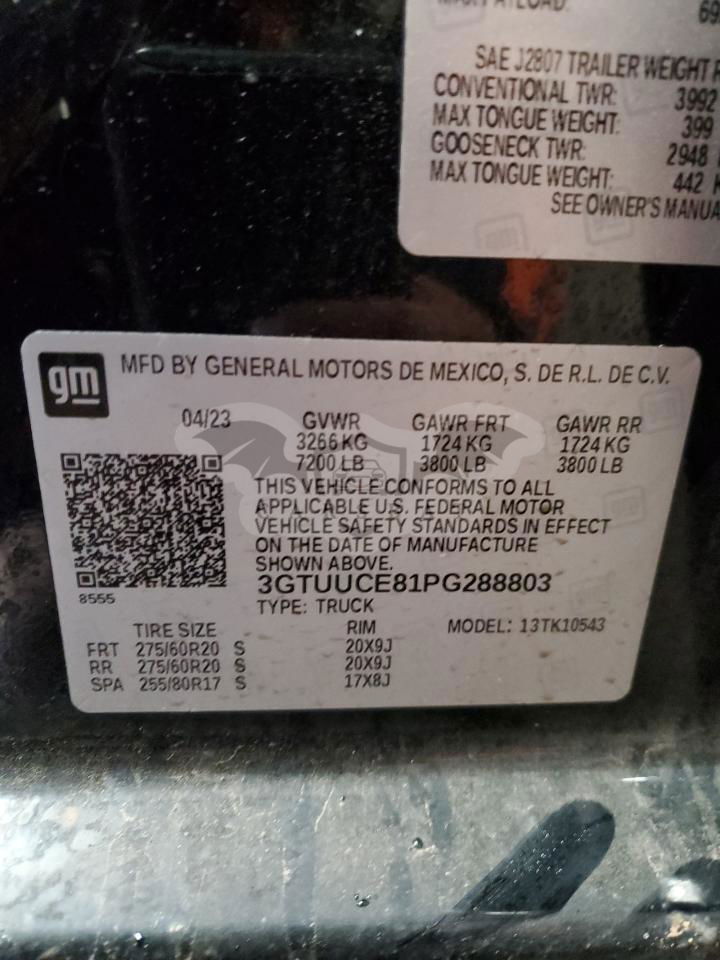 MAX PAYLOAD:
SAE J2807 TRAILER WEIGHT
CONVENTIONAL TWR: 3992
MAX TONGUE WEIGHT: 399
GOOSENECK TWR: 2948
MAX TONGUE WEIGHT: 442
SEE OWNER'S
gm
MFD BY GENERAL MOTORS DE MEXICO, S. DE R.L. DE C.V.
04/23 GVWR GAWR FRT GAWR RR
3266 KG 1724 KG 1724 KG
7200 LB 3800 LB 3800 LB
THIS VEHICLE CONFORMS TO ALL
APPLICABLE U.S. FEDERAL MOTOR
VEHICLE SAFETY STANDARDS IN EFFECT
ON THE DATE OF MANUFACTURE
SHOWN ABOVE.
8555
3GTUUCE81PG288803
TYPE: TRUCK
TIRE SIZE RIM MODEL: 13TK10543
FRT 275/60R20 S 20X9J
RR 275/60R20 S 20X9J
SPA 255/80R17 S 17X8J